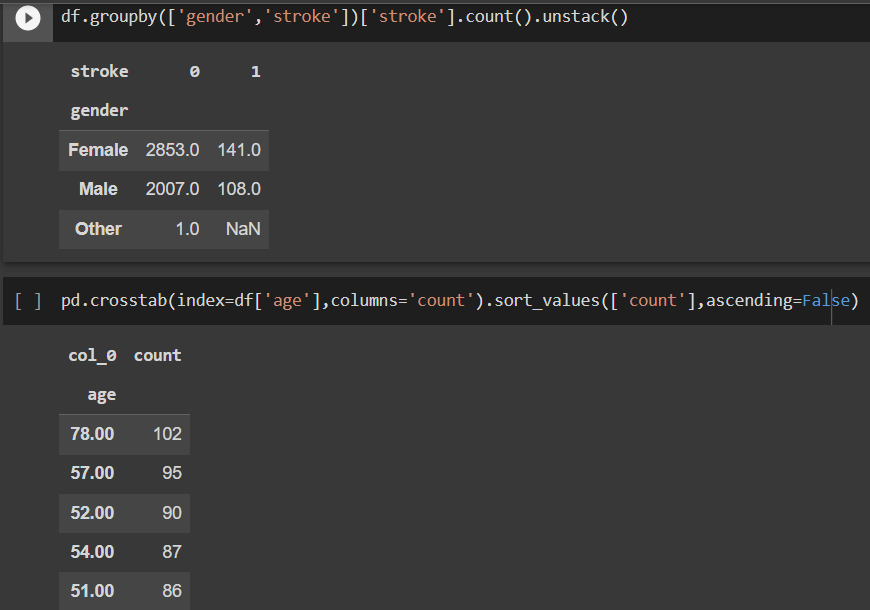 df.groupby(['gender','stroke'])['stroke'].count().unstack()
stroke 0 1
gender
Female 2853.0 141.0
Male 2007.0 108.0
Other 1.0 NaN
[ ] pd.crosstab(index=df['age'],columns='count').sort_values(['count'],ascending=False)
col_0 count
age
78.00 102
57.00 95
52.00 90
54.00 87
51.00 86